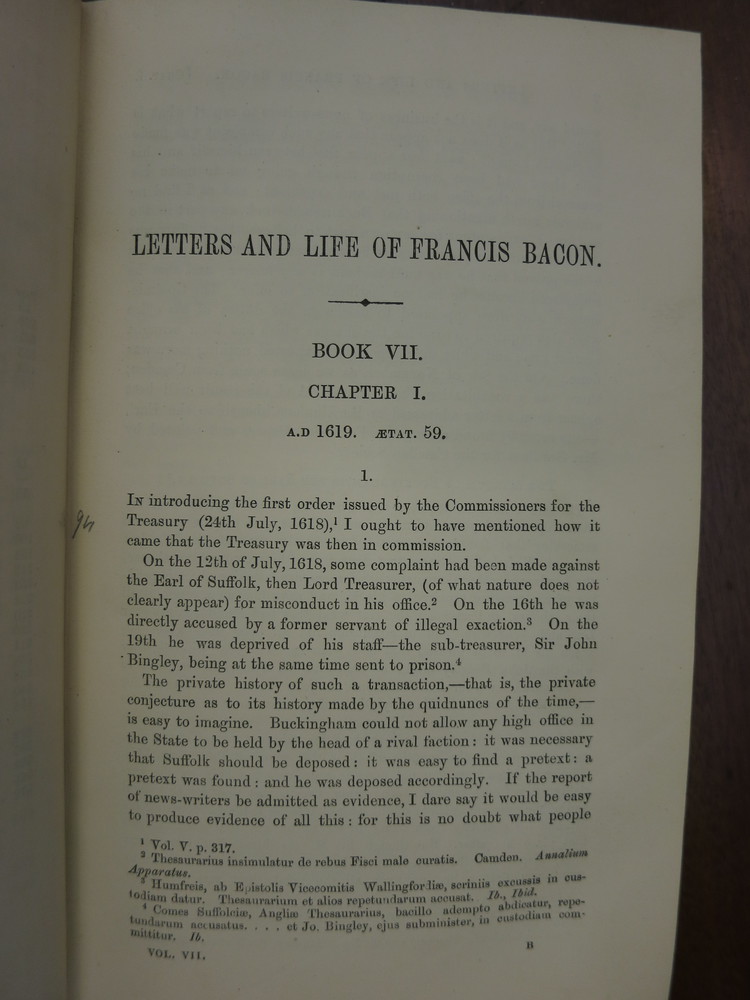 LETTERS AND LIFE OF FRANCIS BACON.
BOOK VII.
CHAPTER I.
A.D 1619. ÆTAT. 59.
1.
IN introducing the first order issued by the Commissioners for the
Treasury (24th July, 1618),¹ I ought to have mentioned how it
came that the Treasury was then in commission.
On the 12th of July, 1618, some complaint had been made against
the Earl of Suffolk, then Lord Treasurer, (of what nature does not
clearly appear) for misconduct in his office.² On the 16th he was
directly accused by a former servant of illegal exaction.³ On the
19th he was deprived of his staff—the sub-treasurer, Sir John
Bingley, being at the same time sent to prison.⁴
The private history of such a transaction,—that is, the private
conjecture as to its history made by the quidnuncs of the time,—
is easy to imagine. Buckingham could not allow any high office in
the State to be held by the head of a rival faction: it was necessary
that Suffolk should be deposed: it was easy to find a pretext: a
pretext was found: and he was deposed accordingly. If the report
of news-writers be admitted as evidence, I dare say it would be easy
to produce evidence of all this: for this is no doubt what people
¹ Vol. V. p. 317.
² Thesaurarius insimulatur de rebus Fisci male curatis. Camden. Annalium
Apparatus.
³ Humfreis, ab Epistolis Vicecomitis Wallingfordiæ, scriniis excussis in cus-
todiam datur. Thesaurarium et alios repetundarum accusat. Ib., Ibid.
⁴ Comes Suffolciæ, Angliæ Thesaurarius, bacillo adempto abdicatur, repe-
tundarum accusatus. . . . et Jo. Bingley, ejus subminister, in custodiam com-
mittitur. Ib.
VOL. VII. B